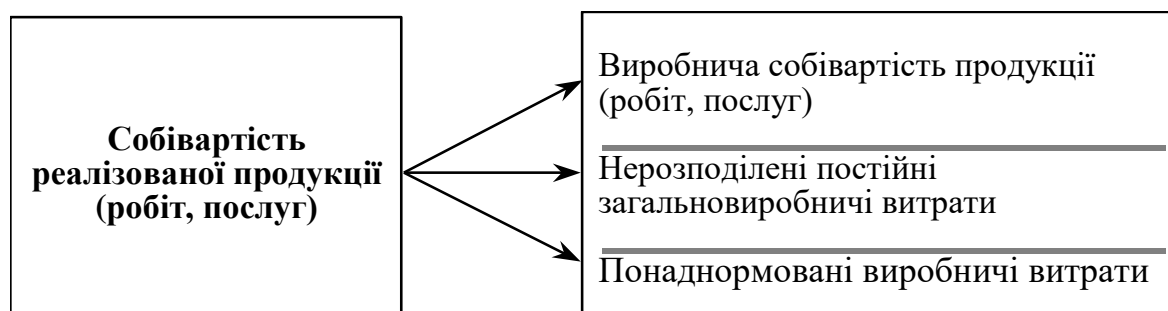 Собівартість
реалізованої продукції
(робіт, послуг)
Виробнича собівартість продукції
(робіт, послуг)
Нерозподілені постійні
загальновиробничі витрати
Понаднормовані виробничі витрати